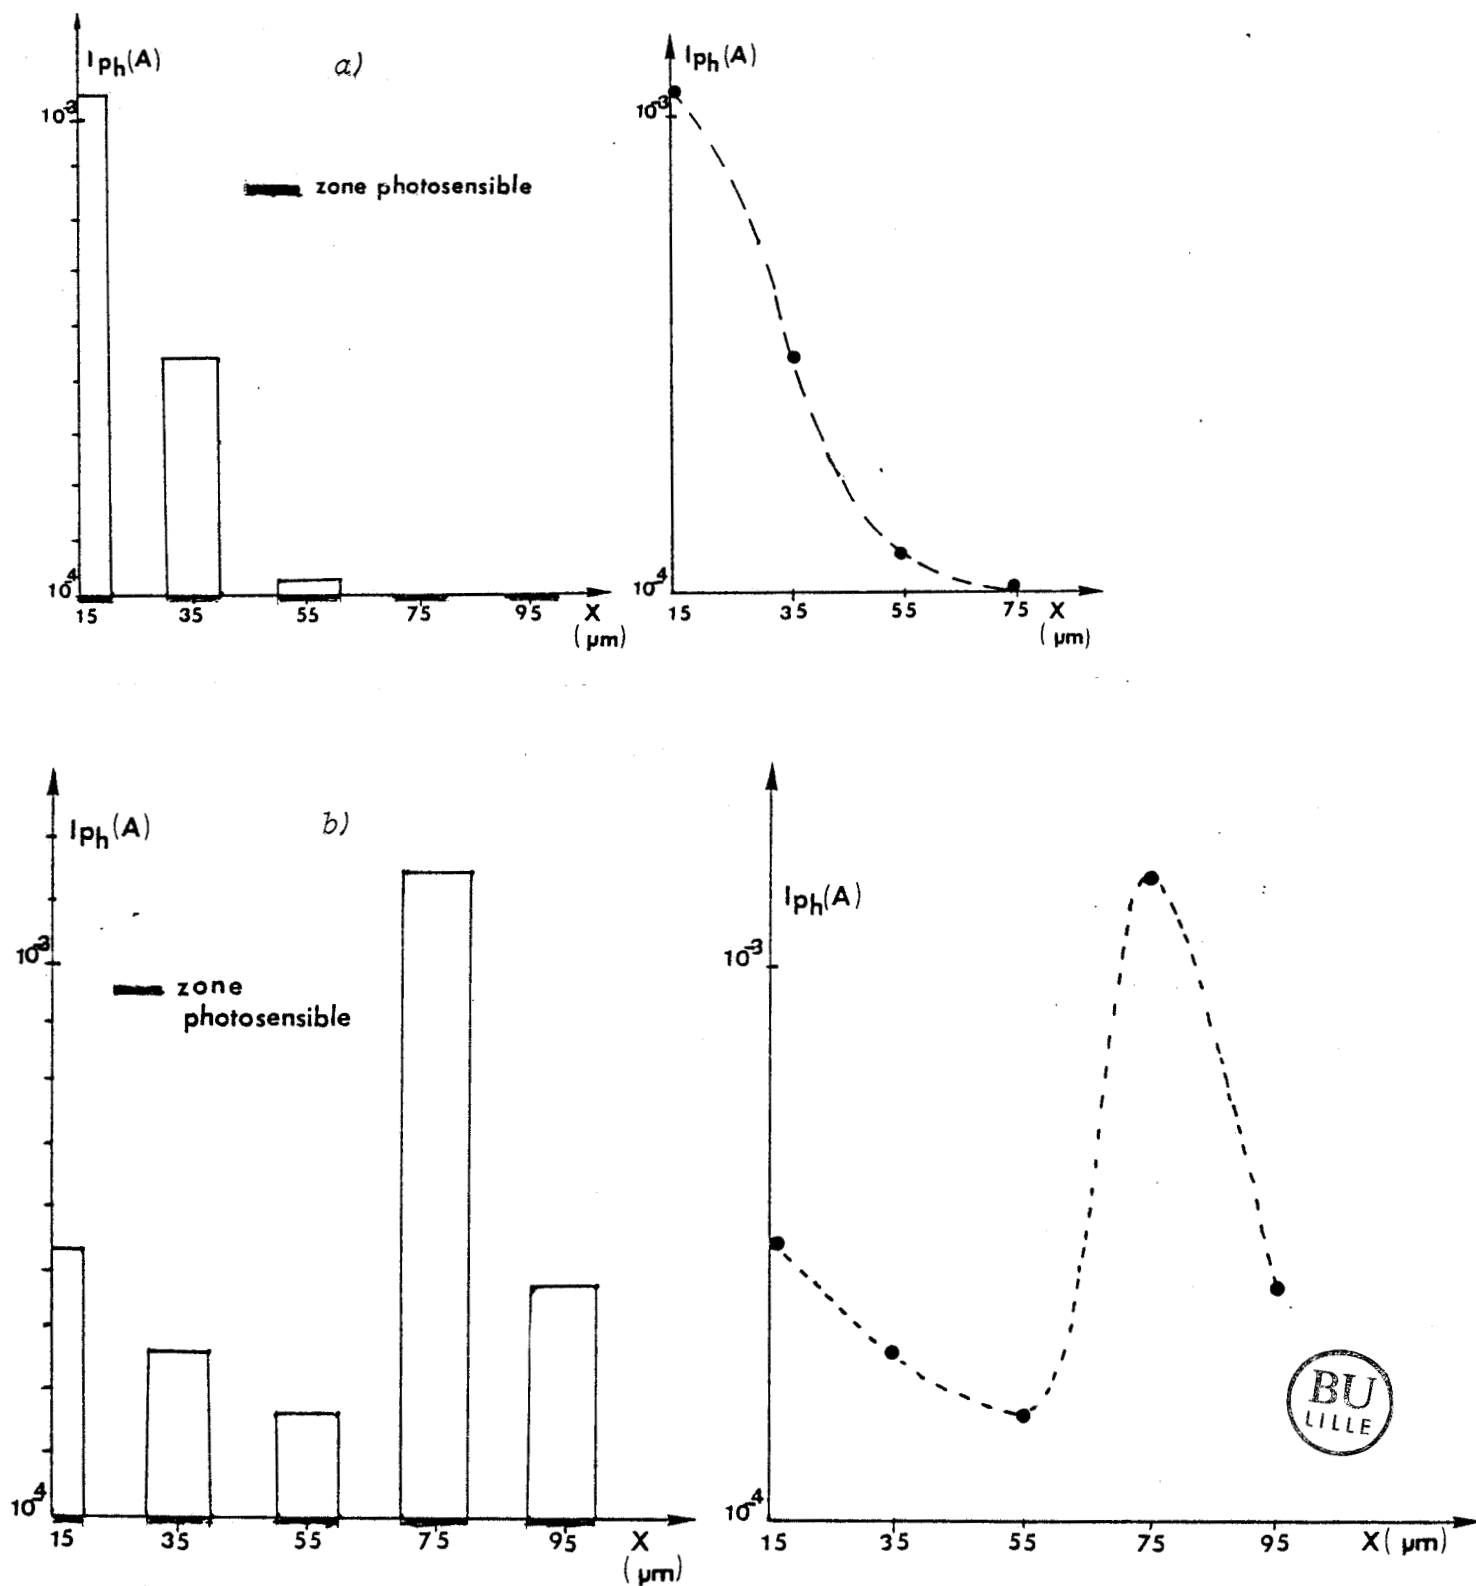 Iph(A)
a)
10-3
zone photosensible
10-4
15 35 55 75 95 X
(µm)
Iph(A)
10-3
10-4
15 35 55 75 X
(µm)
Iph(A)
b)
10-3
zone
photosensible
10-4
15 35 55 75 95 X
(µm)
Iph(A)
10-3
10-4
15 35 55 75 95 X(µm)
BU
LILLE